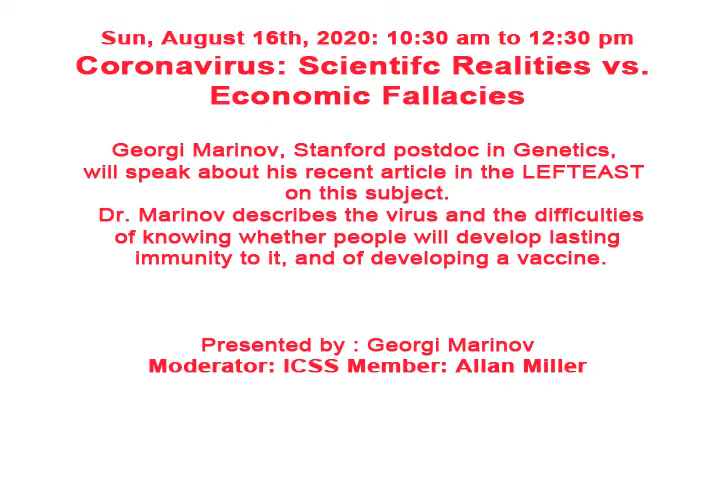 Sun, August 16th, 2020: 10:30 am to 12:30 pm
Coronavirus: Scientifc Realities vs.
Economic Fallacies
Georgi Marinov, Stanford postdoc in Genetics,
will speak about his recent article in the LEFTEAST
on this subject.
Dr. Marinov describes the virus and the difficulties
of knowing whether people will develop lasting
immunity to it, and of developing a vaccine.
Presented by : Georgi Marinov
Moderator: ICSS Member: Allan Miller